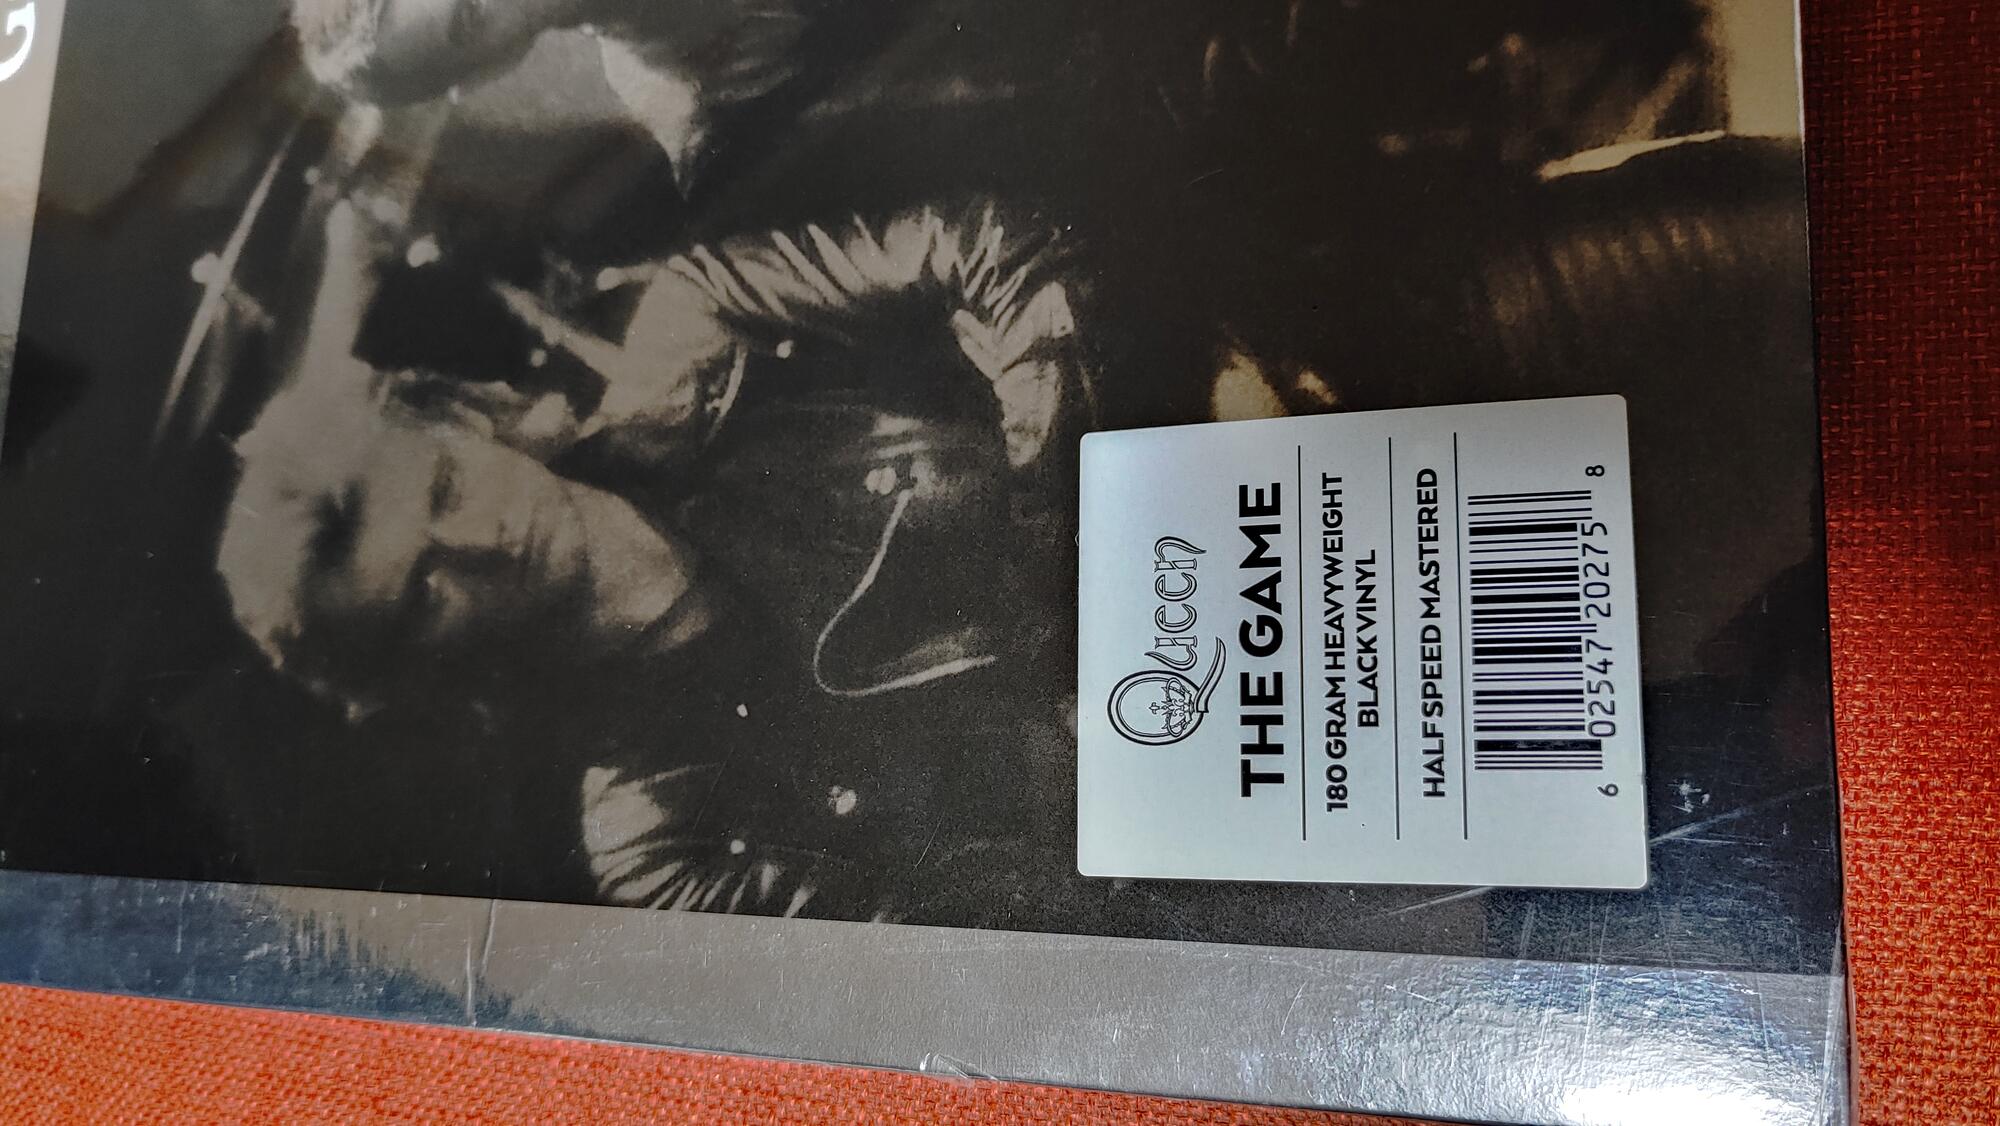 Queen
THE GAME
180 GRAM HEAVYWEIGHT
BLACK VINYL
HALF SPEED MASTERED
6 02547 20275 8